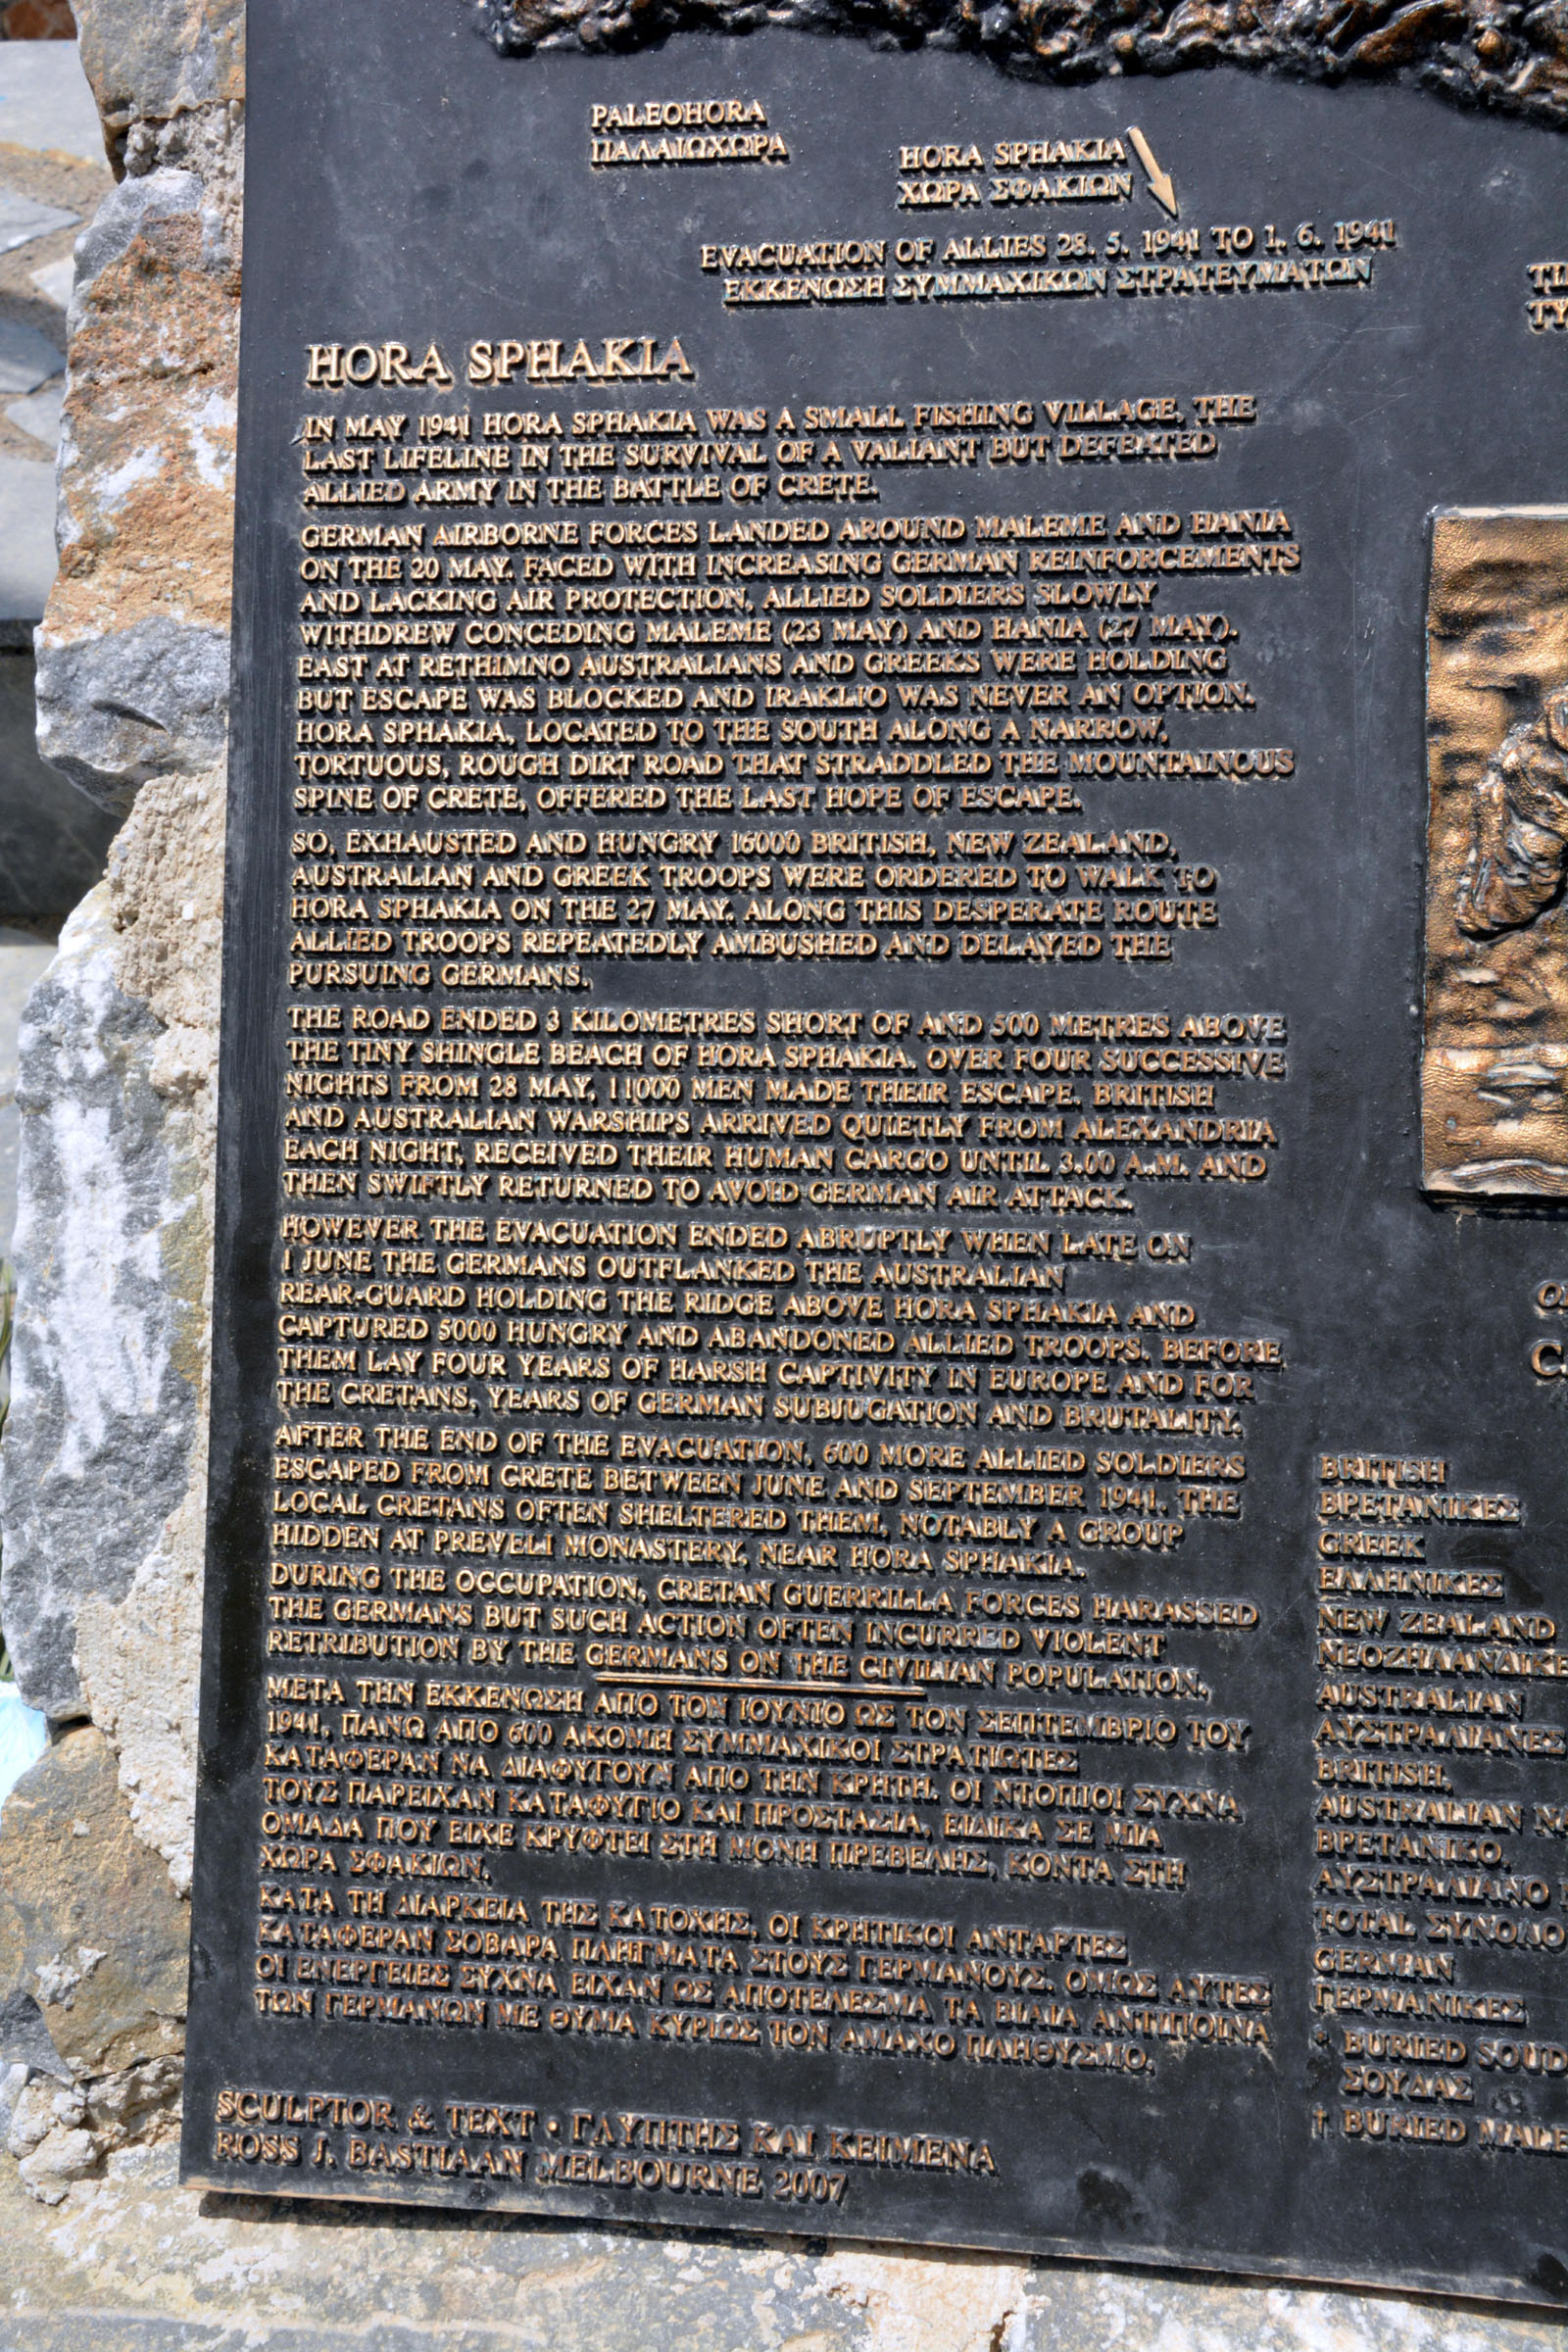 PALEOHORA
ΠΑΛΑΙΩΧΩΡΑ
HORA SPHAKIA
ΧΩΡΑ ΣΦΑΚΙΩΝ
EVACUATION OF ALLIES 28. 5. 1941 TO 1. 6. 1941
ΕΚΚΕΝΩΣΗ ΣΥΜΜΑΧΙΚΩΝ ΣΤΡΑΤΕΥΜΑΤΩΝ
HORA SPHAKIA
IN MAY 1941 HORA SPHAKIA WAS A SMALL FISHING VILLAGE, THE
LAST LIFELINE IN THE SURVIVAL OF A VALIANT BUT DEFEATED
ALLIED ARMY IN THE BATTLE OF CRETE.
GERMAN AIRBORNE FORCES LANDED AROUND MALEME AND HANIA
ON THE 20 MAY. FACED WITH INCREASING GERMAN REINFORCEMENTS
AND LACKING AIR PROTECTION, ALLIED SOLDIERS SLOWLY
WITHDREW CONCEDING MALEME (23 MAY) AND HANIA (27 MAY).
EAST AT RETHIMNO AUSTRALIANS AND GREEKS WERE HOLDING
BUT ESCAPE WAS BLOCKED AND IRAKLIO WAS NEVER AN OPTION.
HORA SPHAKIA, LOCATED TO THE SOUTH ALONG A NARROW,
TORTUOUS, ROUGH DIRT ROAD THAT STRADDLED THE MOUNTAINOUS
SPINE OF CRETE, OFFERED THE LAST HOPE OF ESCAPE.
SO, EXHAUSTED AND HUNGRY 16000 BRITISH, NEW ZEALAND,
AUSTRALIAN AND GREEK TROOPS WERE ORDERED TO WALK TO
HORA SPHAKIA ON THE 27 MAY. ALONG THIS DESPERATE ROUTE
ALLIED TROOPS REPEATEDLY AMBUSHED AND DELAYED THE
PURSUING GERMANS.
THE ROAD ENDED 3 KILOMETRES SHORT OF AND 500 METRES ABOVE
THE TINY SHINGLE BEACH OF HORA SPHAKIA. OVER FOUR SUCCESSIVE
NIGHTS FROM 28 MAY, 11000 MEN MADE THEIR ESCAPE. BRITISH
AND AUSTRALIAN WARSHIPS ARRIVED QUIETLY FROM ALEXANDRIA
EACH NIGHT, RECEIVED THEIR HUMAN CARGO UNTIL 3.00 A.M. AND
THEN SWIFTLY RETURNED TO AVOID GERMAN AIR ATTACK.
HOWEVER THE EVACUATION ENDED ABRUPTLY WHEN LATE ON
1 JUNE THE GERMANS OUTFLANKED THE AUSTRALIAN
REAR-GUARD HOLDING THE RIDGE ABOVE HORA SPHAKIA AND
CAPTURED 5000 HUNGRY AND ABANDONED ALLIED TROOPS. BEFORE
THEM LAY FOUR YEARS OF HARSH CAPTIVITY IN EUROPE AND FOR
THE CRETANS, YEARS OF GERMAN SUBJUGATION AND BRUTALITY.
AFTER THE END OF THE EVACUATION, 600 MORE ALLIED SOLDIERS
ESCAPED FROM CRETE BETWEEN JUNE AND SEPTEMBER 1941. THE
LOCAL CRETANS OFTEN SHELTERED THEM, NOTABLY A GROUP
HIDDEN AT PREVELI MONASTERY, NEAR HORA SPHAKIA.
DURING THE OCCUPATION, CRETAN GUERRILLA FORCES HARASSED
THE GERMANS BUT SUCH ACTION OFTEN INCURRED VIOLENT
RETRIBUTION BY THE GERMANS ON THE CIVILIAN POPULATION.
ΜΕΤΑ ΤΗΝ ΕΚΚΕΝΩΣΗ ΑΠΟ ΤΟΝ ΙΟΥΝΙΟ ΩΣ ΤΟΝ ΣΕΠΤΕΜΒΡΙΟ ΤΟΥ
1941, ΠΑΝΩ ΑΠΟ 600 ΑΚΟΜΗ ΣΥΜΜΑΧΙΚΟΙ ΣΤΡΑΤΙΩΤΕΣ
ΚΑΤΑΦΕΡΑΝ ΝΑ ΔΙΑΦΥΓΟΥΝ ΑΠΟ ΤΗΝ ΚΡΗΤΗ. ΟΙ ΝΤΟΠΙΟΙ ΣΥΧΝΑ
ΤΟΥΣ ΠΑΡΕΙΧΑΝ ΚΑΤΑΦΥΓΙΟ ΚΑΙ ΠΡΟΣΤΑΣΙΑ, ΕΙΔΙΚΑ ΣΕ ΜΙΑ
ΟΜΑΔΑ ΠΟΥ ΕΙΧΕ ΚΡΥΦΤΕΙ ΣΤΗ ΜΟΝΗ ΠΡΕΒΕΛΗΣ, ΚΟΝΤΑ ΣΤΗ
ΧΩΡΑ ΣΦΑΚΙΩΝ.
ΚΑΤΑ ΤΗ ΔΙΑΡΚΕΙΑ ΤΗΣ ΚΑΤΟΧΗΣ, ΟΙ ΚΡΗΤΙΚΟΙ ΑΝΤΑΡΤΕΣ
ΚΑΤΑΦΕΡΑΝ ΣΟΒΑΡΑ ΠΛΗΓΜΑΤΑ ΣΤΟΥΣ ΓΕΡΜΑΝΟΥΣ. ΟΜΩΣ ΑΥΤΕΣ
ΟΙ ΕΝΕΡΓΕΙΕΣ ΣΥΧΝΑ ΕΙΧΑΝ ΩΣ ΑΠΟΤΕΛΕΣΜΑ ΤΑ ΒΙΑΙΑ ΑΝΤΙΠΟΙΝΑ
ΤΩΝ ΓΕΡΜΑΝΩΝ ΜΕ ΘΥΜΑ ΚΥΡΙΩΣ ΤΟΝ ΑΜΑΧΟ ΠΛΗΘΥΣΜΟ.
SCULPTOR & TEXT • ΓΛΥΠΤΗΣ ΚΑΙ ΚΕΙΜΕΝΑ
ROSS J. BASTIAAN MELBOURNE 2007
BRITISH
ΒΡΕΤΑΝΙΚΕΣ
GREEK
ΕΛΛΗΝΙΚΕΣ
NEW ZEALAND
ΝΕΟΖΗΛΑΝΔΙΚΕ
AUSTRALIAN
ΑΥΣΤΡΑΛΙΑΝΕΣ
BRITISH,
AUSTRALIAN N
ΒΡΕΤΑΝΙΚΟ,
ΑΥΣΤΡΑΛΙΑΝΟ
TOTAL ΣΥΝΟΛΟ
GERMAN
ΓΕΡΜΑΝΙΚΕΣ
* BURIED SOUD
ΣΟΥΔΑΣ
† BURIED MALE